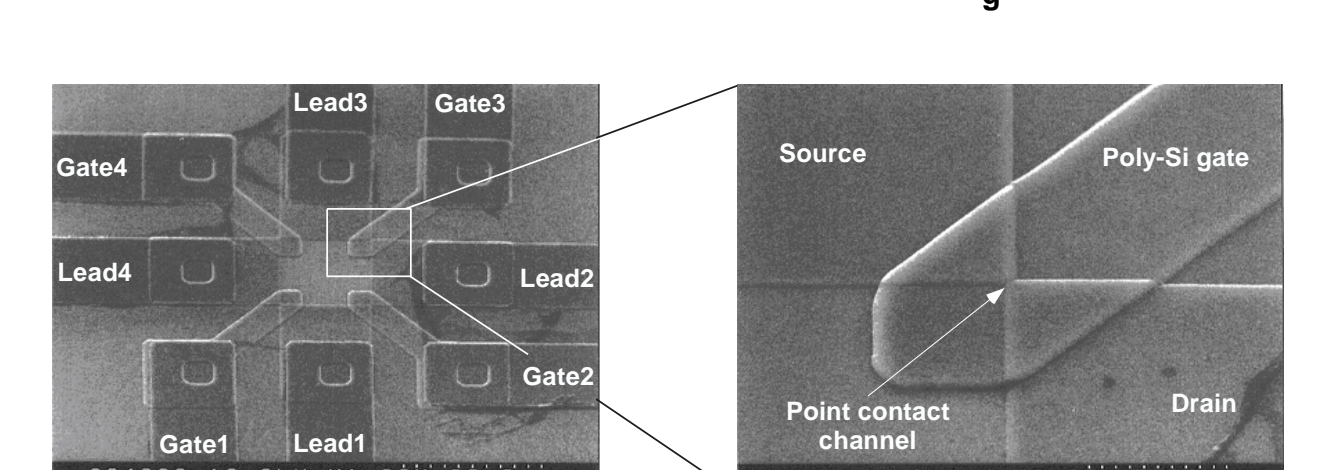 Lead3
Gate3
Gate4
Lead4
Lead2
Gate2
Gate1
Lead1
Source
Poly-Si gate
Point contact
channel
Drain